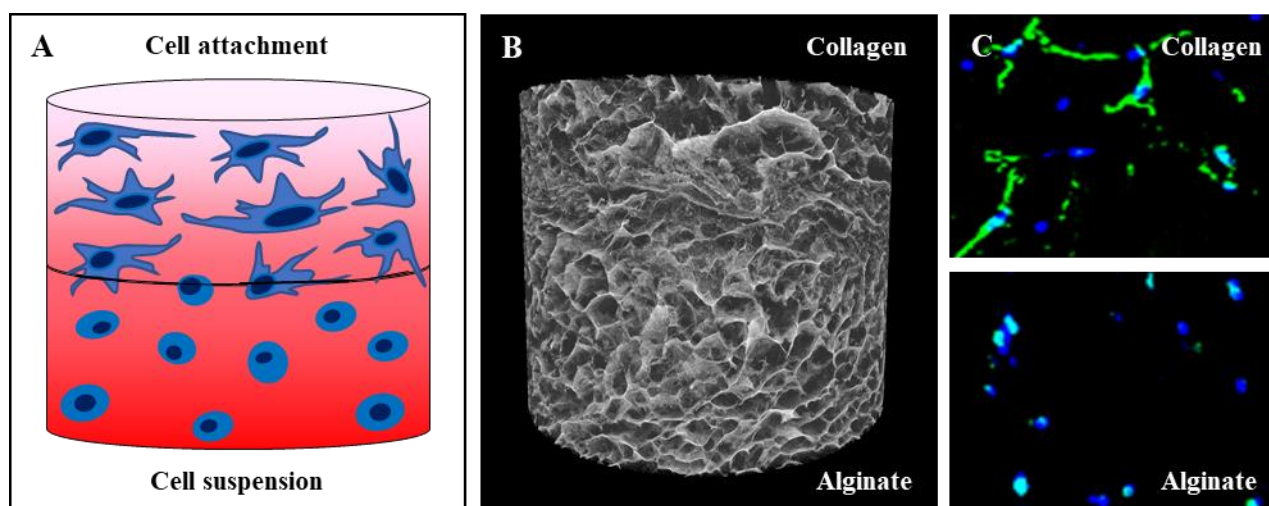 A
Cell attachment
Cell suspension
B
Collagen
Alginate
C
Collagen
Alginate